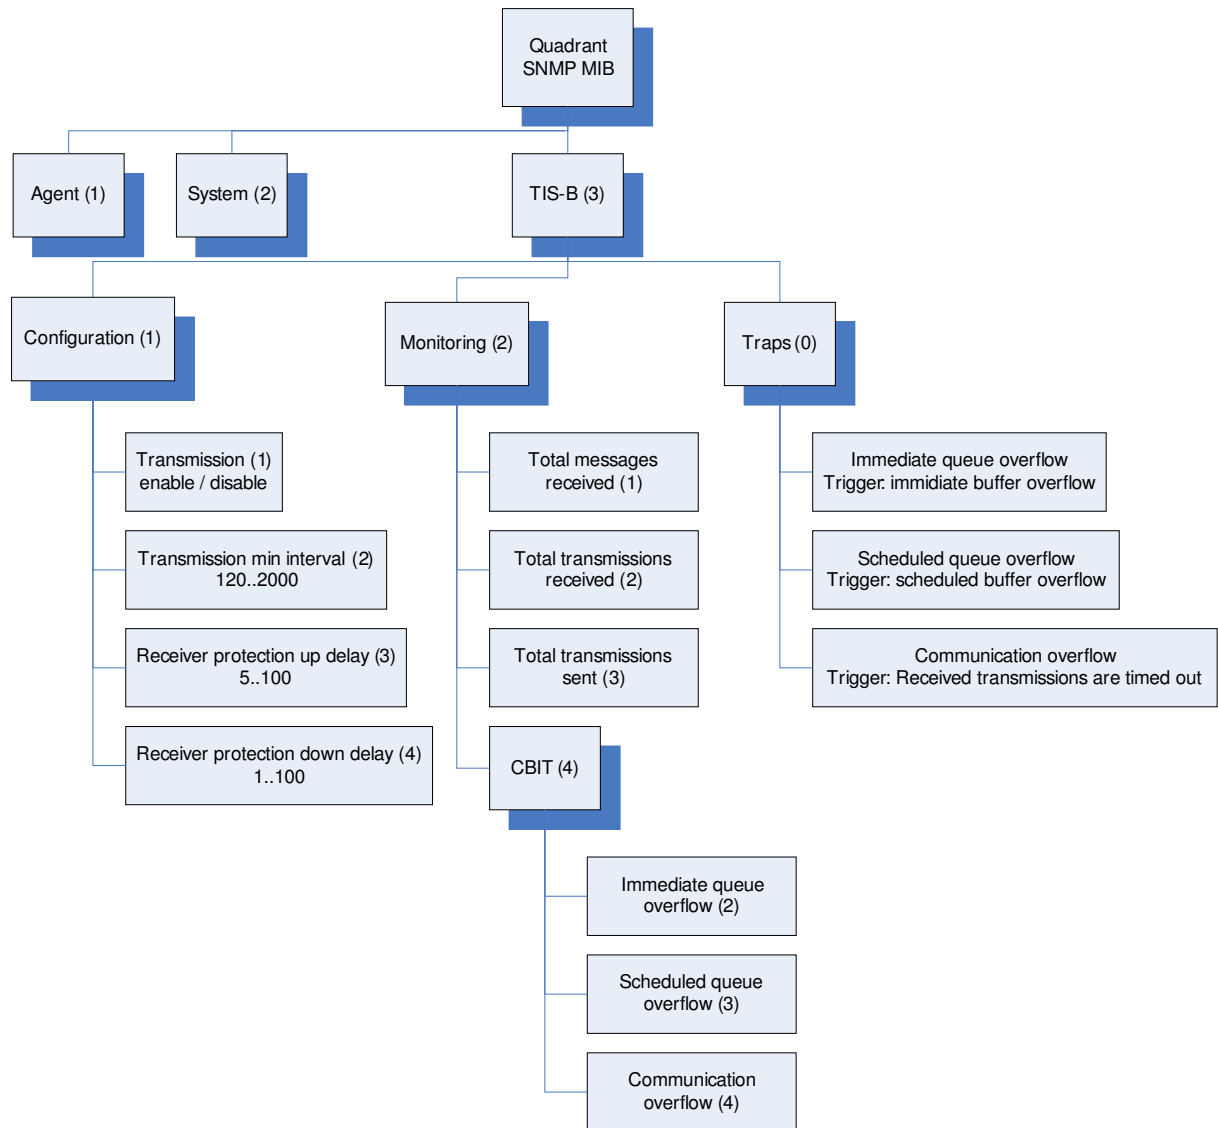 Quadrant
SNMP MIB
Agent (1)
System (2)
TIS-B (3)
Configuration (1)
Monitoring (2)
Traps (0)
Transmission (1)
enable / disable
Transmission min interval (2)
120..2000
Receiver protection up delay (3)
5..100
Receiver protection down delay (4)
1..100
Total messages
received (1)
Total transmissions
received (2)
Total transmissions
sent (3)
CBIT (4)
Immediate queue
overflow (2)
Scheduled queue
overflow (3)
Communication
overflow (4)
Immediate queue overflow
Trigger: immidiate buffer overflow
Scheduled queue overflow
Trigger: scheduled buffer overflow
Communication overflow
Trigger: Received transmissions are timed out